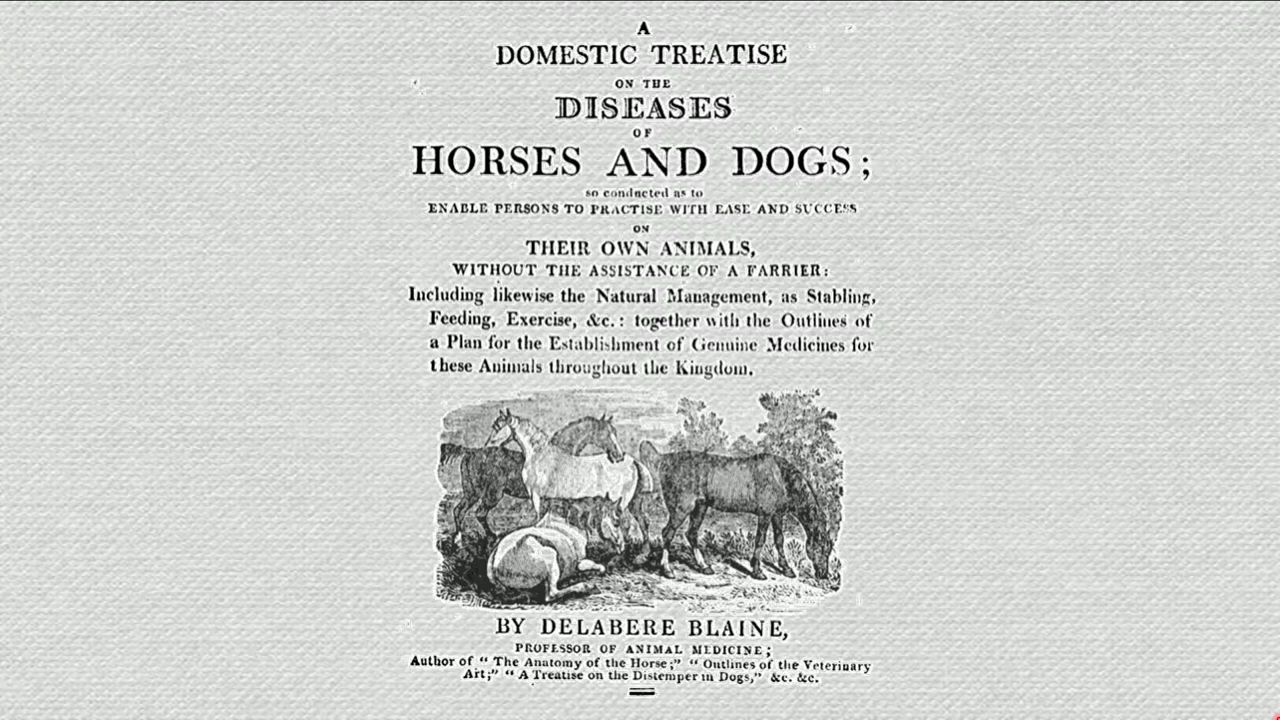 A
DOMESTIC TREATISE
ON THE
DISEASES
OF
HORSES AND DOGS;
so conducted as to
ENABLE PERSONS TO PRACTISE WITH EASE AND SUCCESS
ON
THEIR OWN ANIMALS,
WITHOUT THE ASSISTANCE OF A FARRIER:
Including likewise the Natural Management, as Stabling,
Feeding, Exercise, &c.: together with the Outlines of
a Plan for the Establishment of Genuine Medicines for
these Animals throughout the Kingdom.
BY DELABERE BLAINE,
PROFESSOR OF ANIMAL MEDICINE;
Author of “ The Anatomy of the Horse;” “ Outlines of the Veterinary
Art;” “ A Treatise on the Distemper in Dogs,” &c. &c.